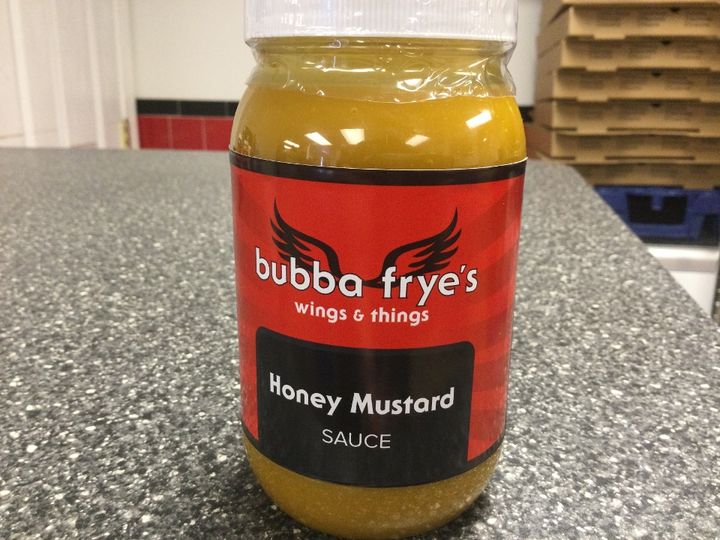 bubba frye's
wings & things
Honey Mustard
SAUCE